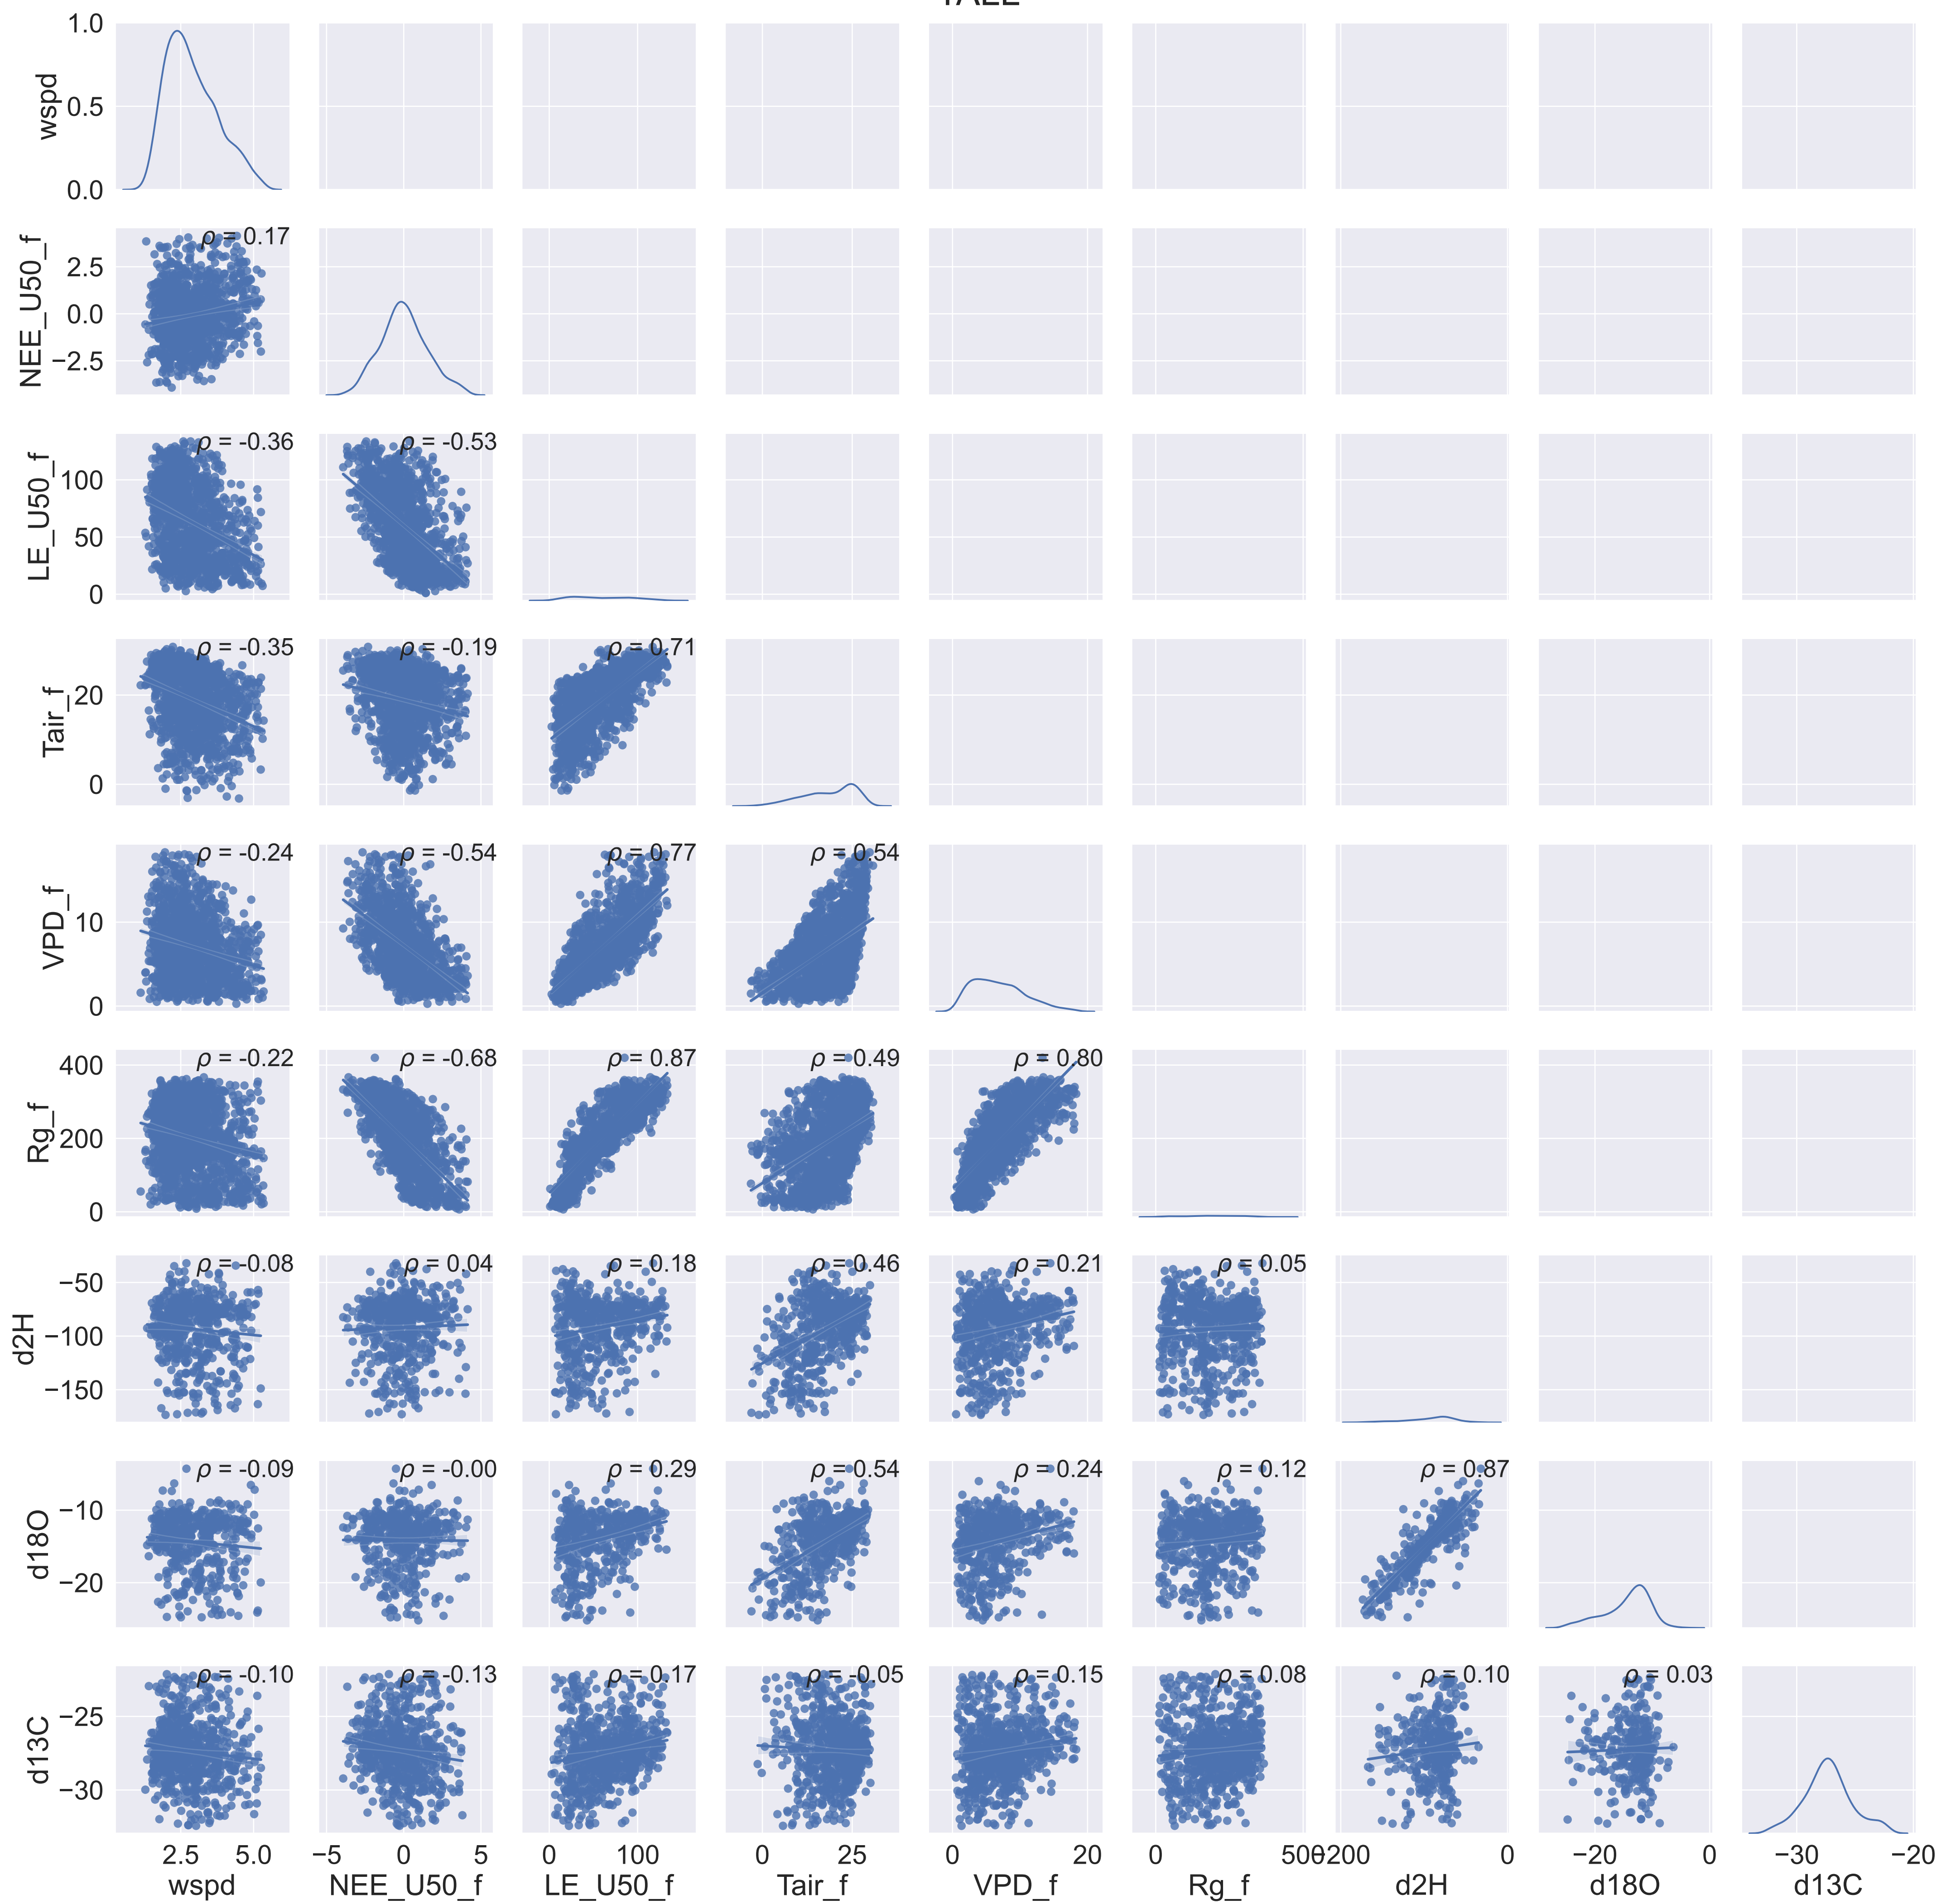 wspd
1.0
0.5
0.0
NEE_U50_f
2.5
0.0
−2.5
ρ = 0.17
LE_U50_f
100
50
0
ρ = -0.36
ρ = -0.53
Tair_f
20
0
ρ = -0.35
ρ = -0.19
ρ = 0.71
VPD_f
10
0
ρ = -0.24
ρ = -0.54
ρ = 0.77
ρ = 0.54
Rg_f
400
200
0
ρ = -0.22
ρ = -0.68
ρ = 0.87
ρ = 0.49
ρ = 0.80
d2H
−50
−100
−150
ρ = -0.08
ρ = 0.04
ρ = 0.18
ρ = 0.46
ρ = 0.21
ρ = 0.05
d18O
−10
−20
ρ = -0.09
ρ = -0.00
ρ = 0.29
ρ = 0.54
ρ = 0.24
ρ = 0.12
ρ = 0.87
d13C
−25
−30
ρ = -0.10
ρ = -0.13
ρ = 0.17
ρ = -0.05
ρ = 0.15
ρ = 0.08
ρ = 0.10
ρ = 0.03
2.5 5.0
−5 0 5
0 100
0 25
0 20
0 500
−200 0
−20 0
−30 −20
wspd
NEE_U50_f
LE_U50_f
Tair_f
VPD_f
Rg_f
d2H
d18O
d13C